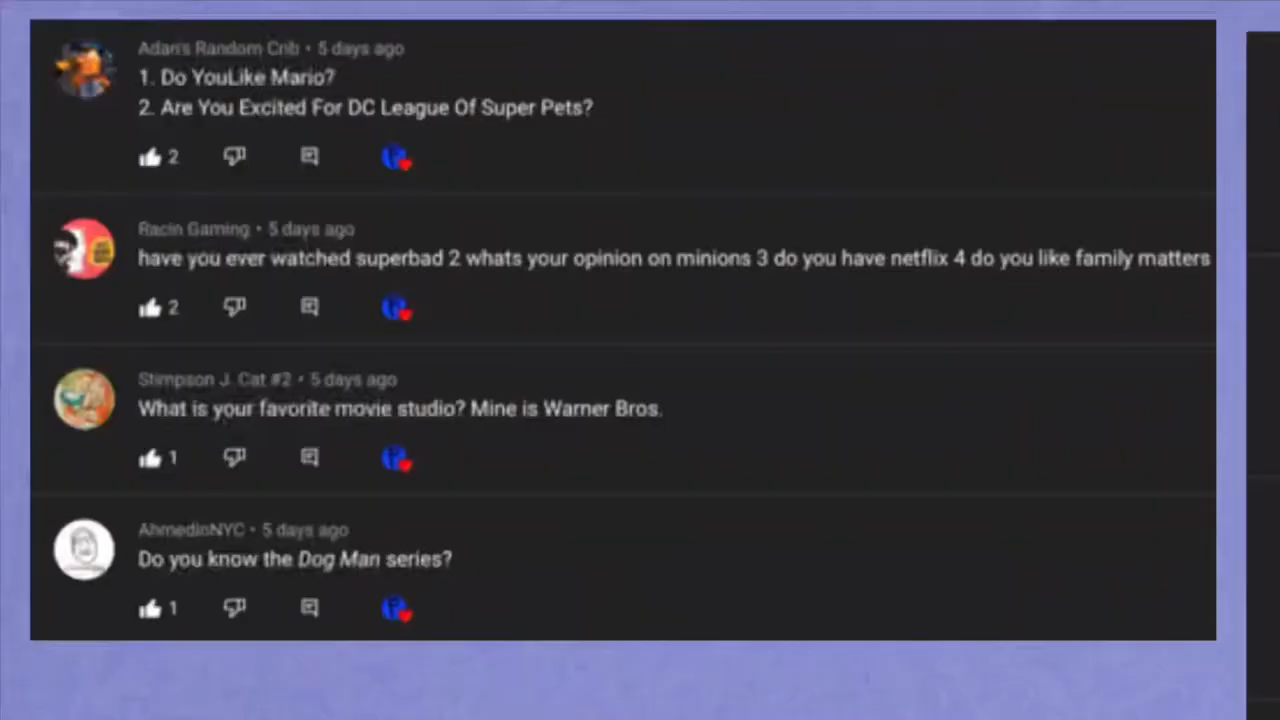 Adan's Random Crib • 5 days ago
1. Do YouLike Mario?
2. Are You Excited For DC League Of Super Pets?
2
Racin Gaming • 5 days ago
have you ever watched superbad 2 whats your opinion on minions 3 do you have netflix 4 do you like family matters
2
Stimpson J. Cat #2 • 5 days ago
What is your favorite movie studio? Mine is Warner Bros.
1
AhmedinNYC • 5 days ago
Do you know the Dog Man series?
1